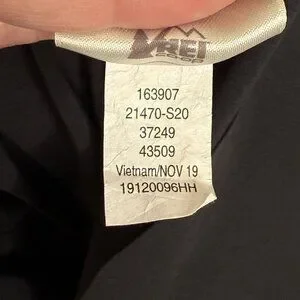 REI
163907
21470-S20
37249
43509
Vietnam/NOV 19
19120096HH